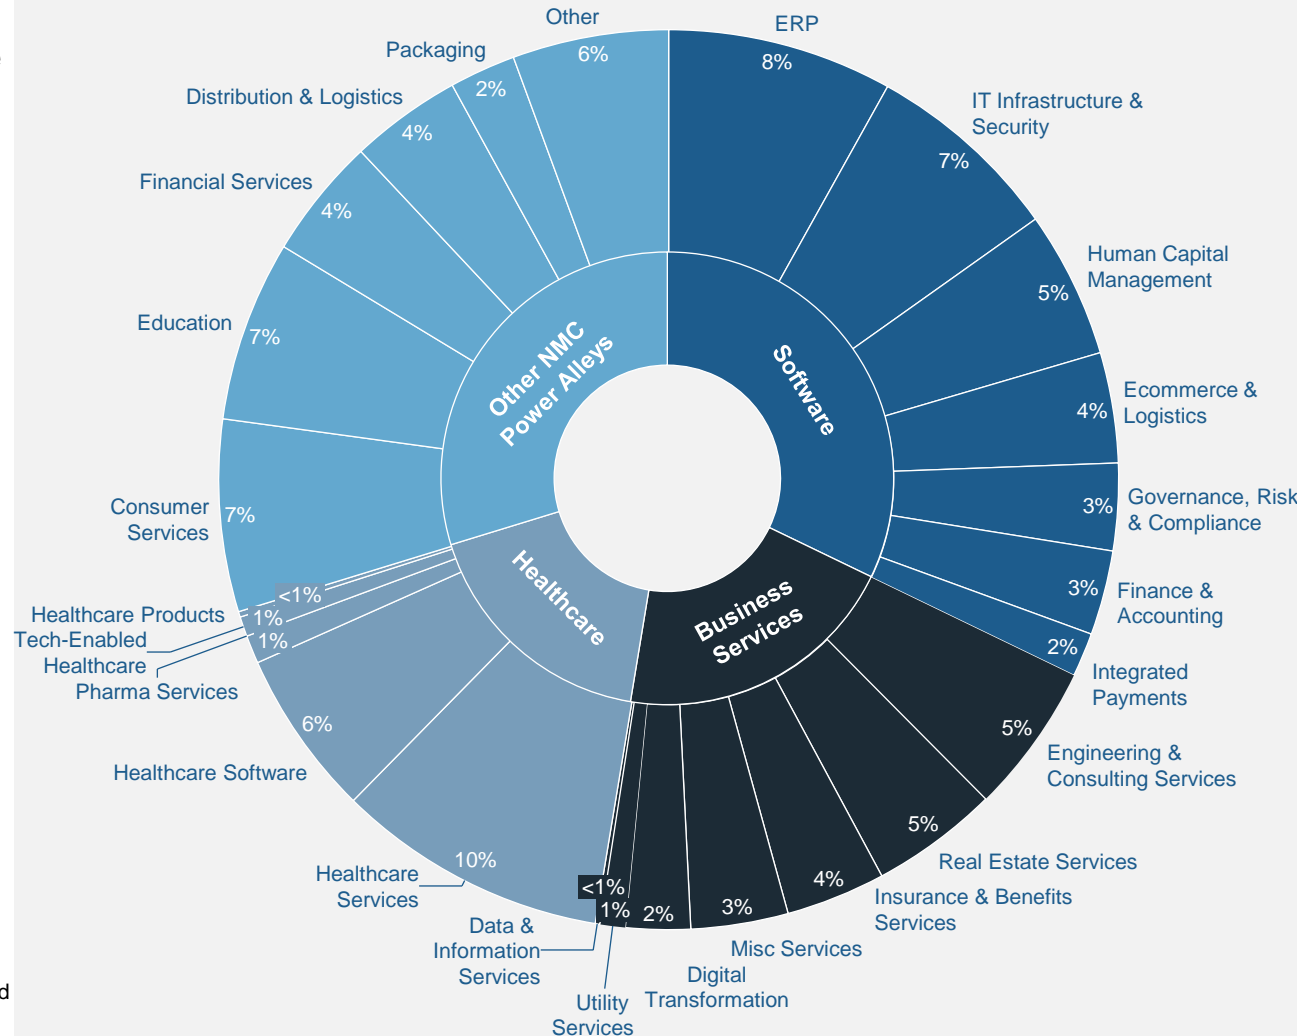 Other
6%
ERP
8%
Packaging
2%
Distribution & Logistics
4%
IT Infrastructure &
Security
7%
Financial Services
4%
Human Capital
Management
5%
Education
7%
Other NMC
Power Alleys
Software
Ecommerce &
Logistics
4%
Consumer
Services
7%
Governance, Risk
& Compliance
3%
Finance &
Accounting
3%
Integrated
Payments
2%
Healthcare
Business
Services
Healthcare Products
<1%
Tech-Enabled
Healthcare
1%
Pharma Services
1%
Healthcare Software
6%
Engineering &
Consulting Services
5%
Real Estate Services
5%
Insurance & Benefits
Services
4%
Healthcare
Services
10%
Data &
Information
Services
<1%
Utility
Services
1%
Digital
Transformation
2%
Misc Services
3%
d